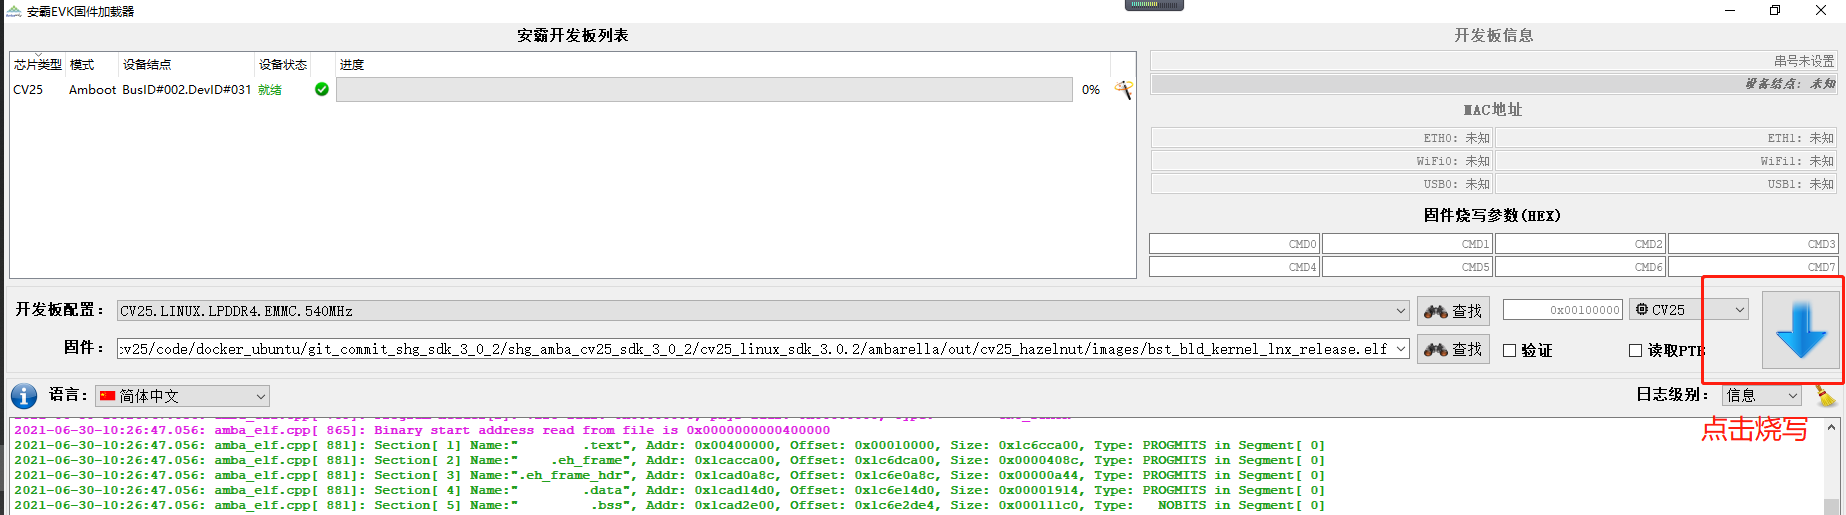 安霸EVK固件加载器
安霸开发板列表
开发板信息
芯片类型 模式 设备结点 设备状态 进度
串号未设置
CV25 Amboot BusID#002.DevID#031 就绪 0%
设备结点: 未知
MAC地址
ETH0: 未知 ETH1: 未知
WiFi0: 未知 WiFi1: 未知
USB0: 未知 USB1: 未知
固件烧写参数(HEX)
CMD0 CMD1 CMD2 CMD3
CMD4 CMD5 CMD6 CMD7
开发板配置: CV25.LINUX.LPDDR4.EMMC.540MHz 查找 0x00100000 CV25
固件: cv25/code/docker_ubuntu/git_commit_shg_sdk_3_0_2/shg_amba_cv25_sdk_3_0_2/cv25_linux_sdk_3.0.2/ambarella/out/cv25_hazelnut/images/bst_bld_kernel_lnx_release.elf 查找 验证 读取PTB
语言: 简体中文 日志级别: 信息
点击烧写
2021-06-30-10:26:47.056: amba_elf.cpp[ 865]: Binary start address read from file is 0x0000000000400000
2021-06-30-10:26:47.056: amba_elf.cpp[ 881]: Section[ 1] Name:" .text", Addr: 0x00400000, Offset: 0x00010000, Size: 0x1c6cca00, Type: PROGMITS in Segment[ 0]
2021-06-30-10:26:47.056: amba_elf.cpp[ 881]: Section[ 2] Name:" .eh_frame", Addr: 0x1cacca00, Offset: 0x1c6dca00, Size: 0x0000408c, Type: PROGMITS in Segment[ 0]
2021-06-30-10:26:47.056: amba_elf.cpp[ 881]: Section[ 3] Name:".eh_frame_hdr", Addr: 0x1cad0a8c, Offset: 0x1c6e0a8c, Size: 0x00000a44, Type: PROGMITS in Segment[ 0]
2021-06-30-10:26:47.056: amba_elf.cpp[ 881]: Section[ 4] Name:" .data", Addr: 0x1cad14d0, Offset: 0x1c6e14d0, Size: 0x00001914, Type: PROGMITS in Segment[ 0]
2021-06-30-10:26:47.056: amba_elf.cpp[ 881]: Section[ 5] Name:" .bss", Addr: 0x1cad2e00, Offset: 0x1c6e2de4, Size: 0x000111c0, Type: NOBITS in Segment[ 0]